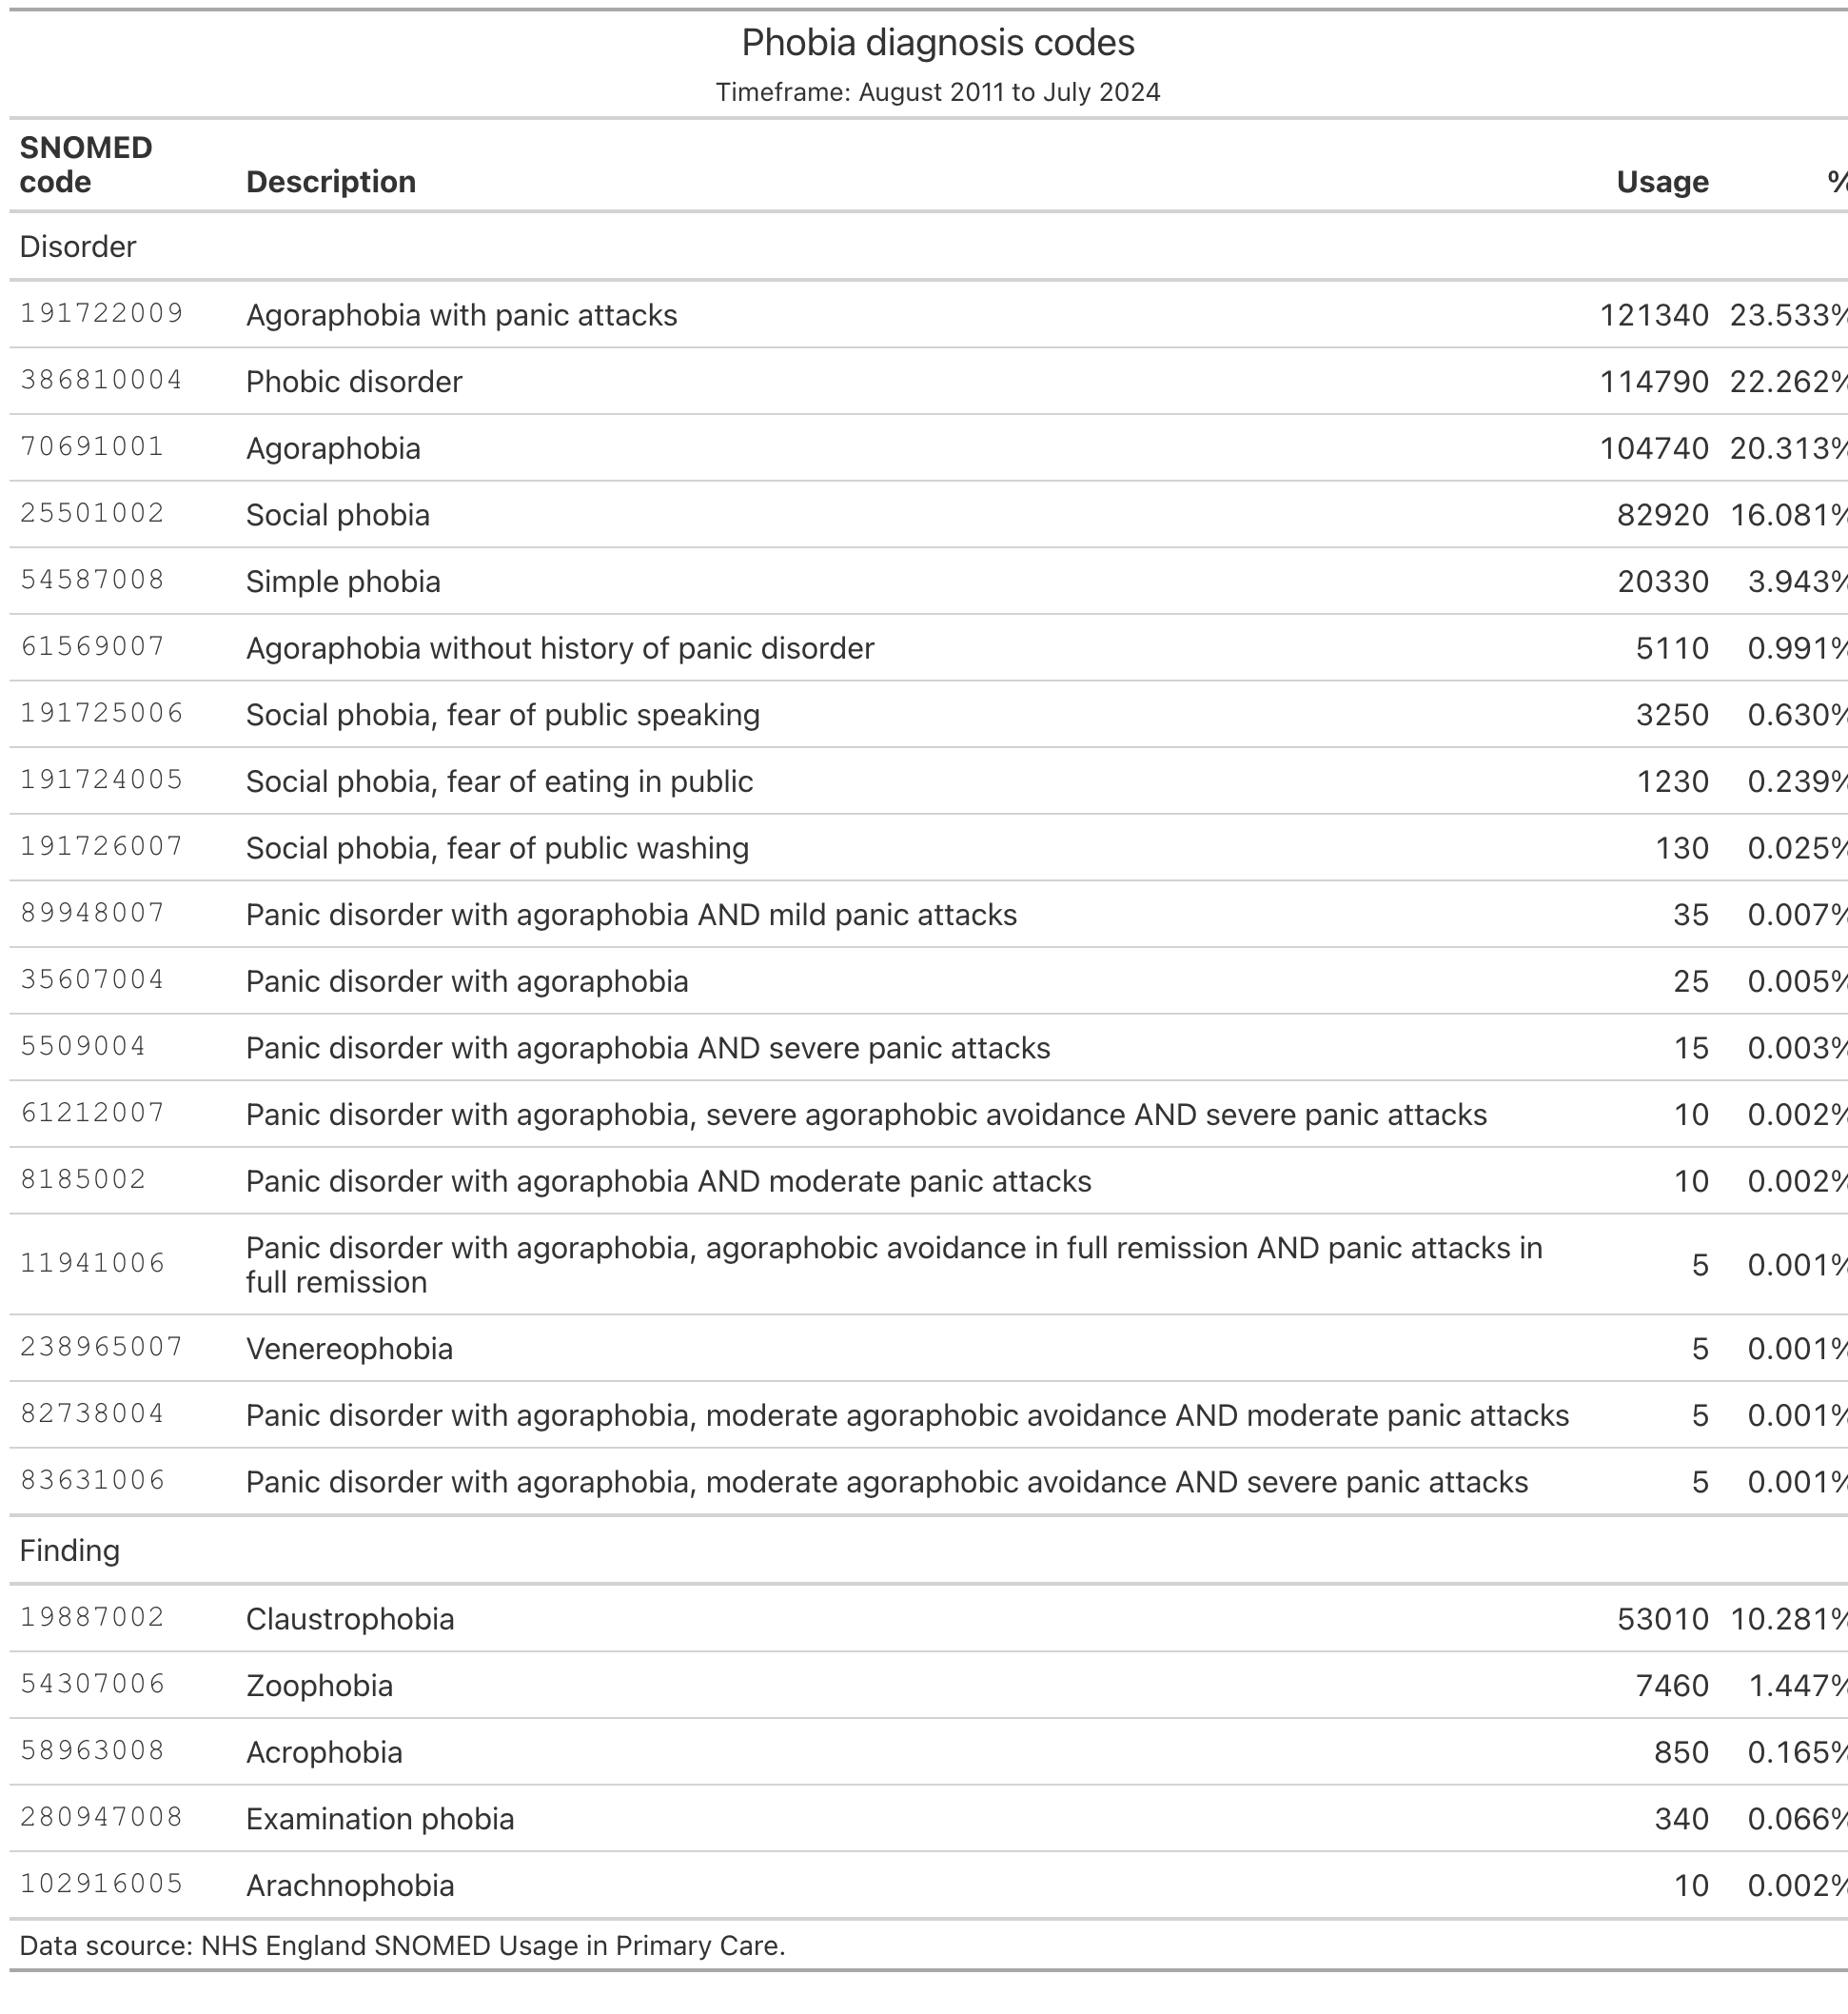 Phobia diagnosis codes
Timeframe: August 2011 to July 2024
SNOMED
code Description Usage %
Disorder
191722009 Agoraphobia with panic attacks 121340 23.533%
386810004 Phobic disorder 114790 22.262%
70691001 Agoraphobia 104740 20.313%
25501002 Social phobia 82920 16.081%
54587008 Simple phobia 20330 3.943%
61569007 Agoraphobia without history of panic disorder 5110 0.991%
191725006 Social phobia, fear of public speaking 3250 0.630%
191724005 Social phobia, fear of eating in public 1230 0.239%
191726007 Social phobia, fear of public washing 130 0.025%
89948007 Panic disorder with agoraphobia AND mild panic attacks 35 0.007%
35607004 Panic disorder with agoraphobia 25 0.005%
5509004 Panic disorder with agoraphobia AND severe panic attacks 15 0.003%
61212007 Panic disorder with agoraphobia, severe agoraphobic avoidance AND severe panic attacks 10 0.002%
8185002 Panic disorder with agoraphobia AND moderate panic attacks 10 0.002%
11941006 Panic disorder with agoraphobia, agoraphobic avoidance in full remission AND panic attacks in
full remission 5 0.001%
238965007 Venereophobia 5 0.001%
82738004 Panic disorder with agoraphobia, moderate agoraphobic avoidance AND moderate panic attacks 5 0.001%
83631006 Panic disorder with agoraphobia, moderate agoraphobic avoidance AND severe panic attacks 5 0.001%
Finding
19887002 Claustrophobia 53010 10.281%
54307006 Zoophobia 7460 1.447%
58963008 Acrophobia 850 0.165%
280947008 Examination phobia 340 0.066%
102916005 Arachnophobia 10 0.002%
Data scource: NHS England SNOMED Usage in Primary Care.